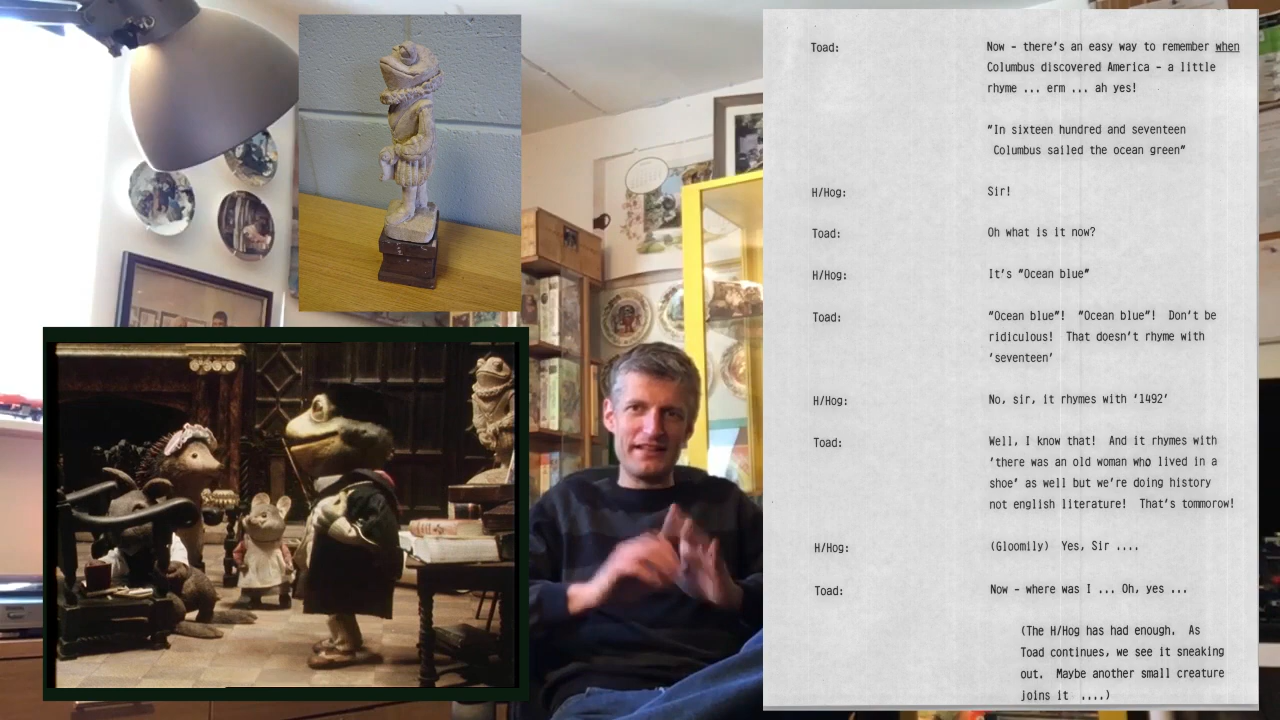 Toad: Now - there's an easy way to remember when
Columbus discovered America - a little
rhyme ... erm ... ah yes!
"In sixteen hundred and seventeen
Columbus sailed the ocean green"
H/Hog: Sir!
Toad: Oh what is it now?
H/Hog: It's "Ocean blue"
Toad: "Ocean blue"! "Ocean blue"! Don't be
ridiculous! That doesn't rhyme with
'seventeen'
H/Hog: No, sir, it rhymes with '1492'
Toad: Well, I know that! And it rhymes with
'there was an old woman who lived in a
shoe' as well but we're doing history
not english literature! That's tommorow!
H/Hog: (Gloomily) Yes, Sir ....
Toad: Now - where was I ... Oh, yes ...
(The H/Hog has had enough. As
Toad continues, we see it sneaking
out. Maybe another small creature
joins it ....)